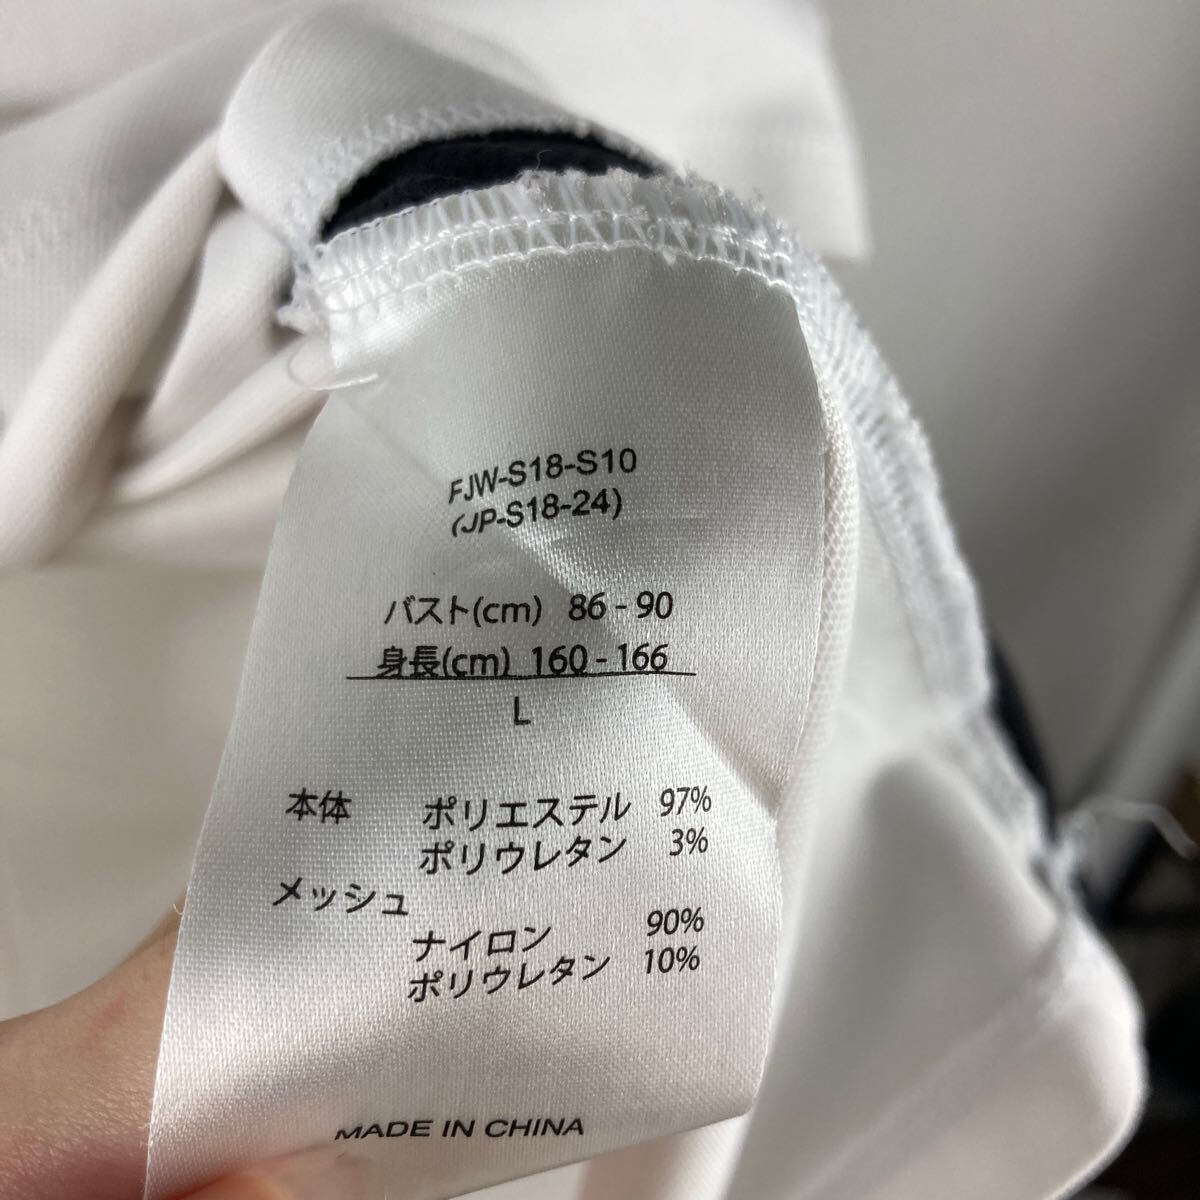 FJW-S18-S10
(JP-S18-24)
バスト(cm) 86 - 90
身長(cm) 160 - 166
L
本体 ポリエステル 97%
ポリウレタン 3%
メッシュ
ナイロン 90%
ポリウレタン 10%
MADE IN CHINA